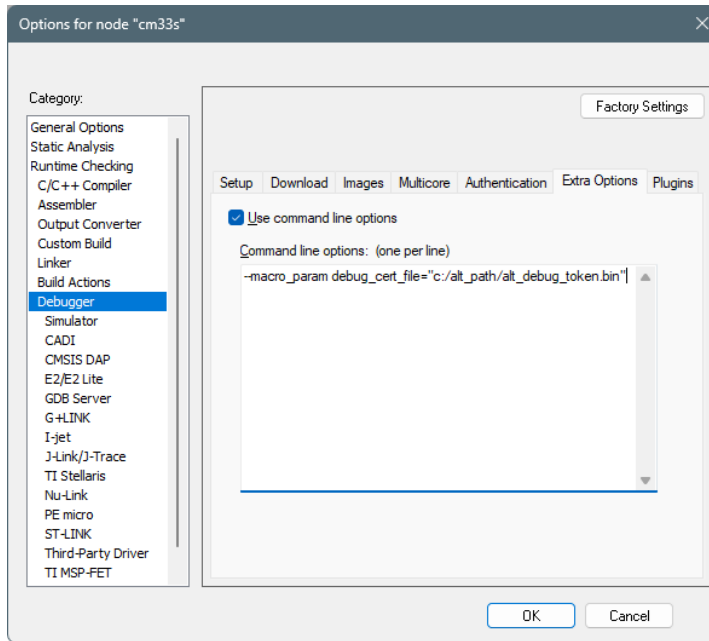 Options for node "cm33s"
Category:
General Options
Static Analysis
Runtime Checking
C/C++ Compiler
Assembler
Output Converter
Custom Build
Linker
Build Actions
Debugger
Simulator
CADI
CMSIS DAP
E2/E2 Lite
GDB Server
G+LINK
I-jet
J-Link/J-Trace
TI Stellaris
Nu-Link
PE micro
ST-LINK
Third-Party Driver
TI MSP-FET
Factory Settings
Setup Download Images Multicore Authentication Extra Options Plugins
Use command line options
Command line options: (one per line)
--macro_param debug_cert_file="c:/alt_path/alt_debug_token.bin"
OK Cancel